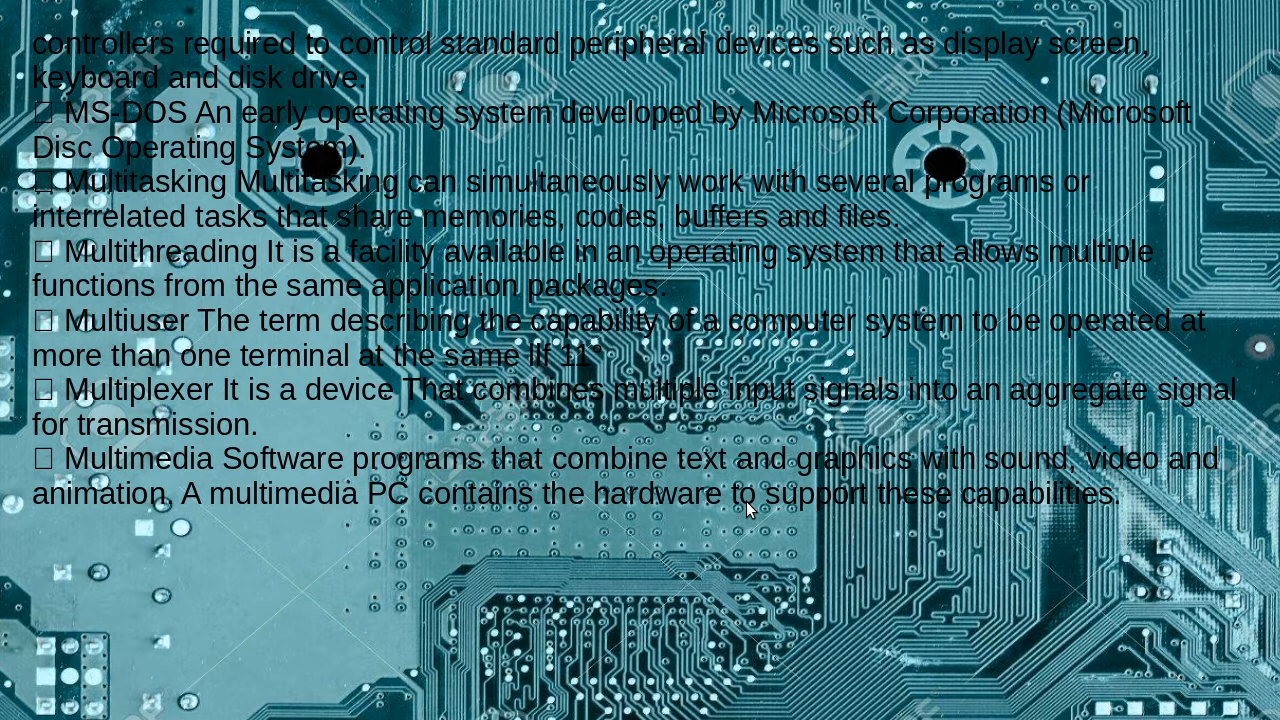 controllers required to control standard peripheral devices such as display screen,
keyboard and disk drive.
 MS-DOS An early operating system developed by Microsoft Corporation (Microsoft
Disc Operating System).
 Multitasking Multitasking can simultaneously work with several programs or
interrelated tasks that share memories, codes, buffers and files.
 Multithreading It is a facility available in an operating system that allows multiple
functions from the same application packages.
 Multiuser The term describing the capability of a computer system to be operated at
more than one terminal at the same lif 11°
 Multiplexer It is a device That combines multiple input signals into an aggregate signal
for transmission.
 Multimedia Software programs that combine text and graphics with sound, video and
animation. A multimedia PC contains the hardware to support these capabilities.